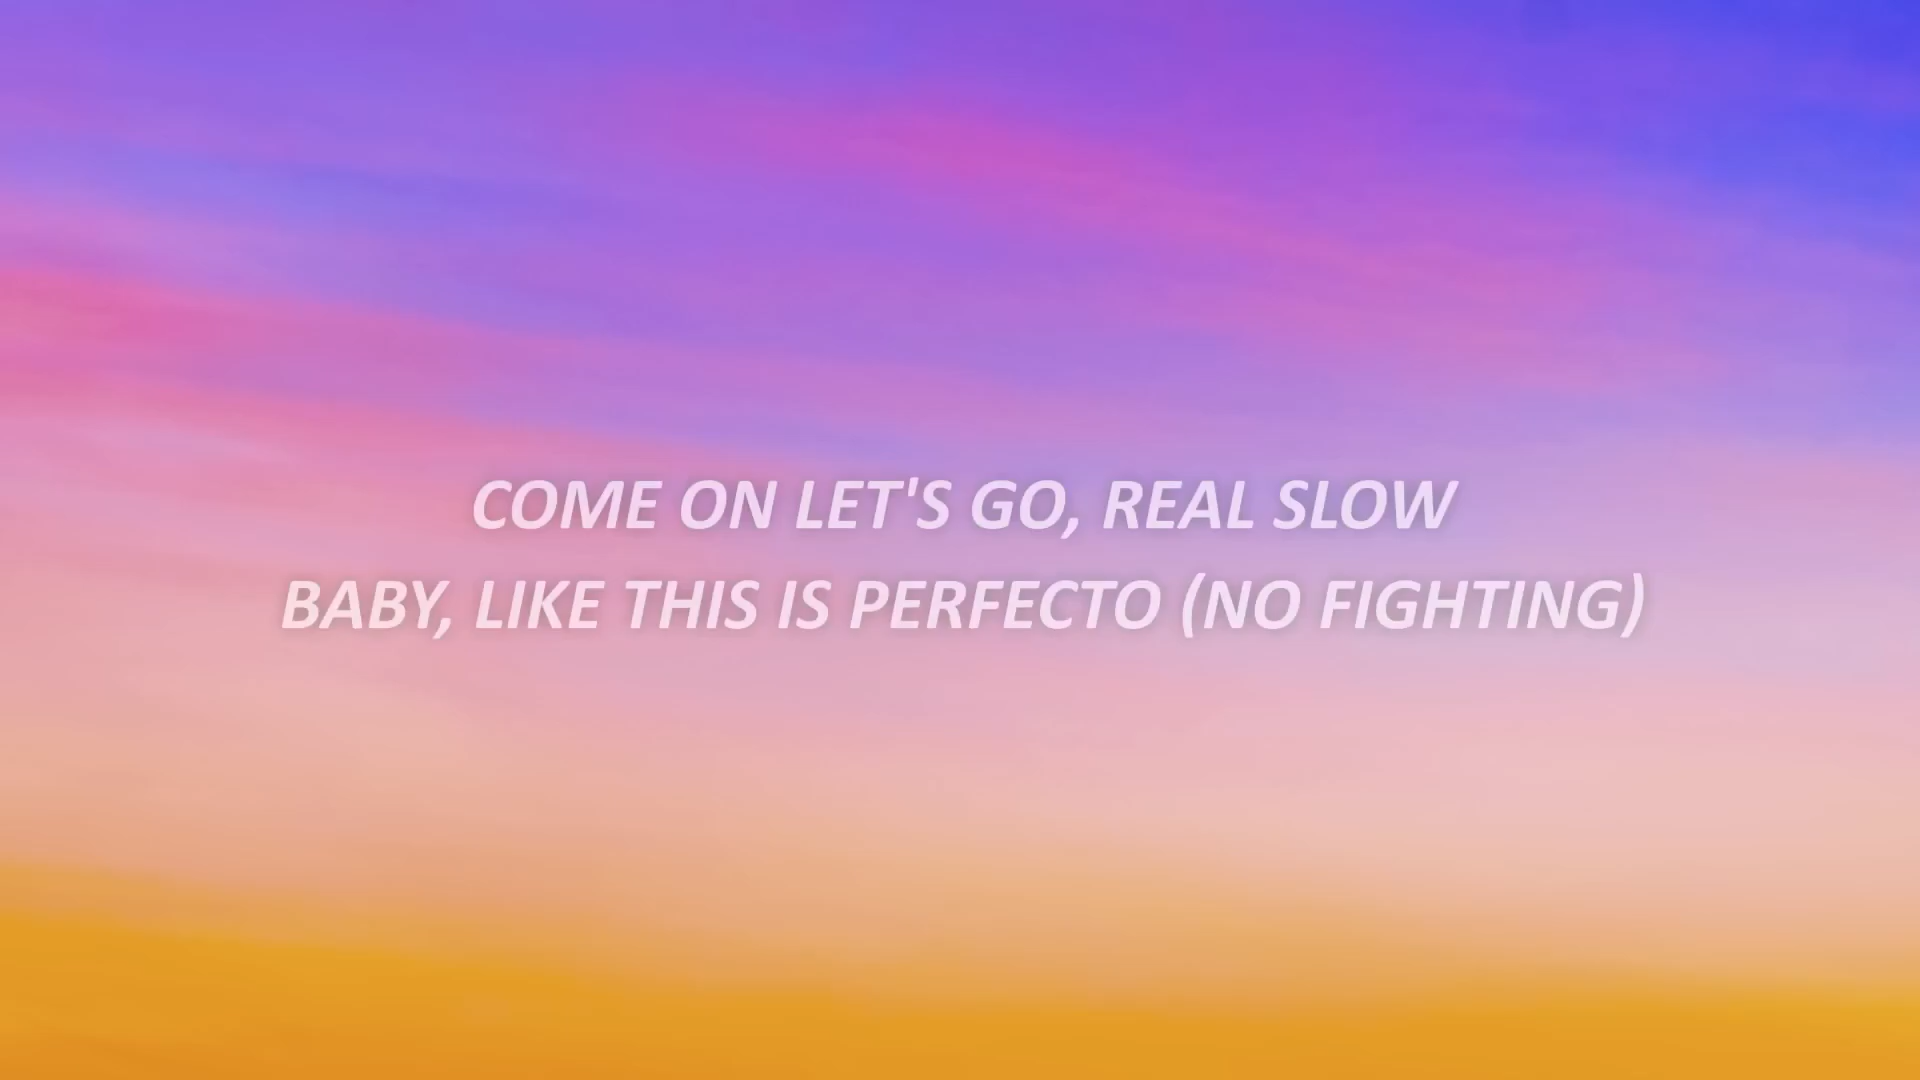 COME ON LET'S GO, REAL SLOW
BABY, LIKE THIS IS PERFECTO (NO FIGHTING)